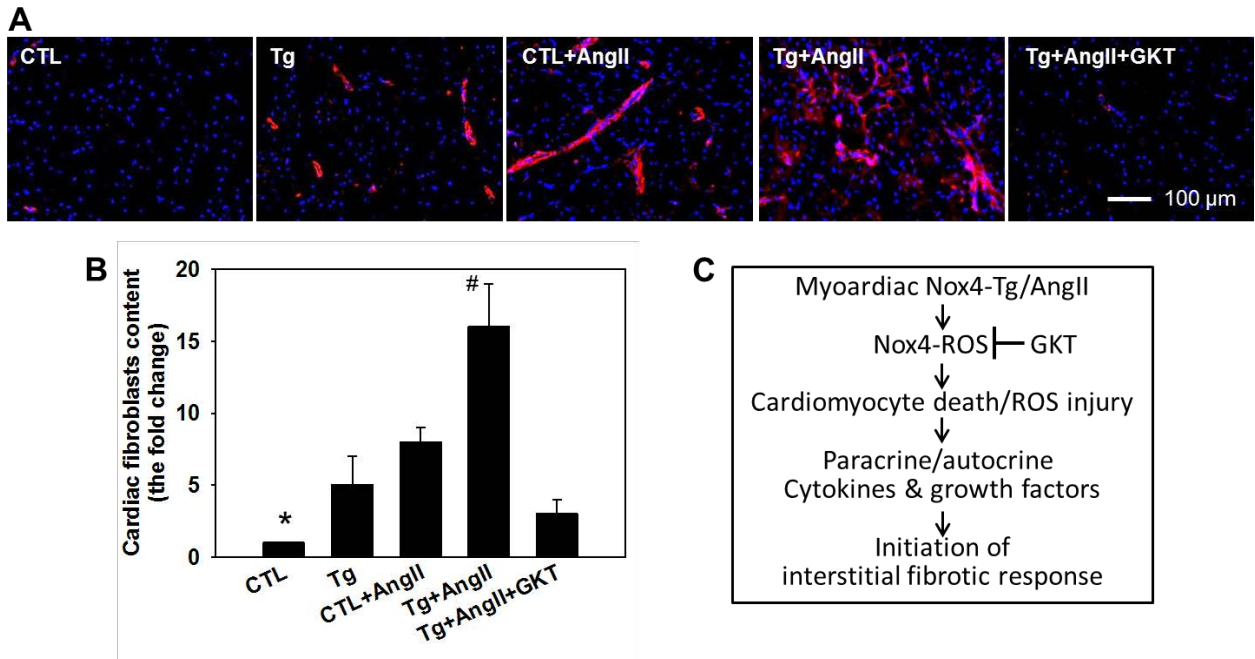 A
CTL
Tg
CTL+AngII
Tg+AngII
Tg+AngII+GKT
100 µm
B
Cardiac fibroblasts content
(the fold change)
20
15
10
5
0
*
#
CTL
Tg
CTL+AngII
Tg+AngII
Tg+AngII+GKT
C
Myoardiac Nox4-Tg/AngII
Nox4-ROS
GKT
Cardiomyocyte death/ROS injury
Paracrine/autocrine
Cytokines & growth factors
Initiation of
interstitial fibrotic response